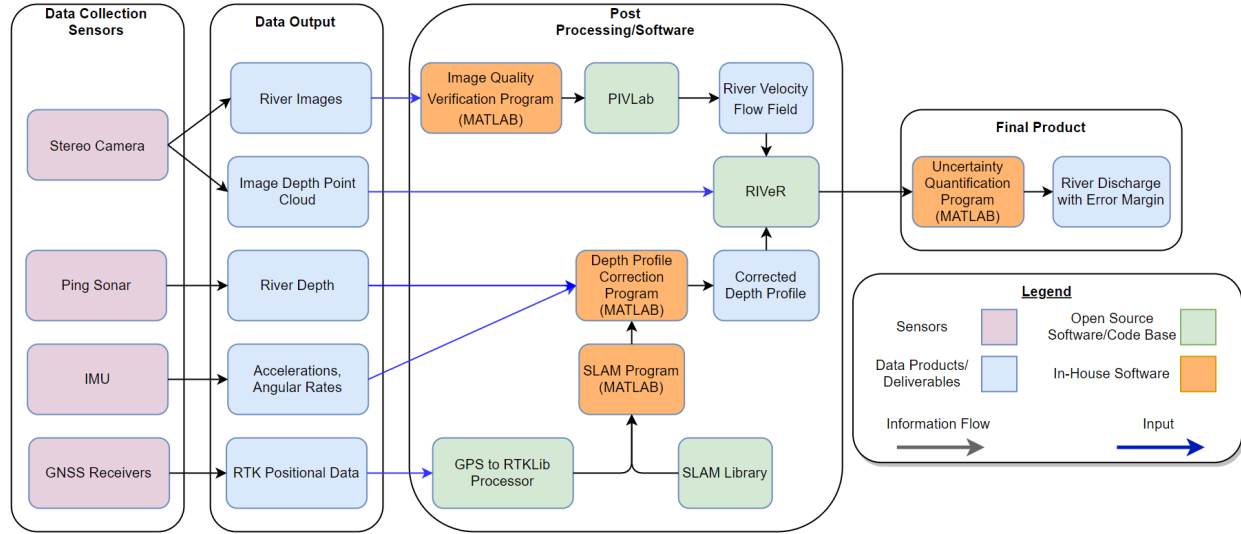 Data Collection
Sensors
Stereo Camera
Ping Sonar
IMU
GNSS Receivers
Data Output
River Images
Image Depth Point
Cloud
River Depth
Accelerations,
Angular Rates
RTK Positional Data
Post
Processing/Software
Image Quality
Verification Program
(MATLAB)
PIVLab
River Velocity
Flow Field
RIVeR
Depth Profile
Correction
Program
(MATLAB)
Corrected
Depth Profile
SLAM Program
(MATLAB)
GPS to RTKLib
Processor
SLAM Library
Final Product
Uncertainty
Quantification
Program
(MATLAB)
River Discharge
with Error Margin
Legend
Sensors
Open Source
Software/Code Base
Data Products/
Deliverables
In-House Software
Information Flow
Input